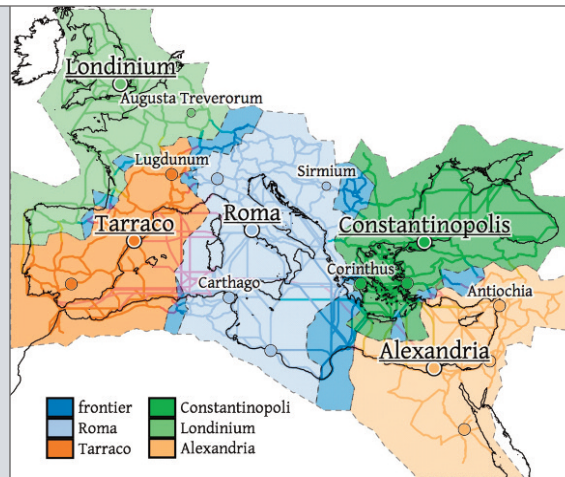 Londinium
Augusta Treverorum
Lugdunum
Sirmium
Tarraco
Roma
Constantinopolis
Carthago
Corinthus
Antiochia
Alexandria
frontier
Constantinopoli
Roma
Londinium
Tarraco
Alexandria